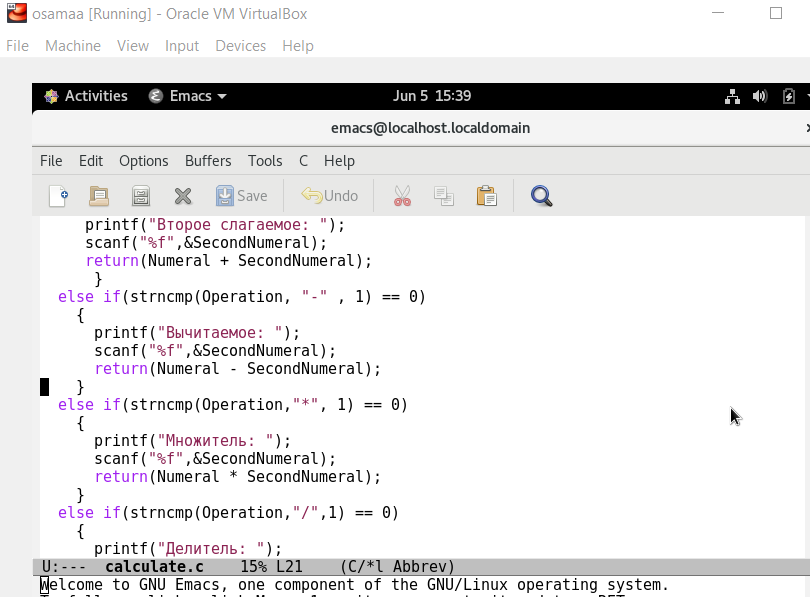 osamaa [Running] - Oracle VM VirtualBox
File Machine View Input Devices Help
Activities Emacs Jun 5 15:39
emacs@localhost.localdomain
File Edit Options Buffers Tools C Help
Save Undo
printf("Второе слагаемое: ");
scanf("%f",&SecondNumeral);
return(Numeral + SecondNumeral);
}
else if(strncmp(Operation, "-" , 1) == 0)
{
printf("Вычитаемое: ");
scanf("%f",&SecondNumeral);
return(Numeral - SecondNumeral);
}
else if(strncmp(Operation,"*", 1) == 0)
{
printf("Множитель: ");
scanf("%f",&SecondNumeral);
return(Numeral * SecondNumeral);
}
else if(strncmp(Operation,"/",1) == 0)
{
printf("Делитель: ");
U:--- calculate.c 15% L21 (C/*l Abbrev)
Welcome to GNU Emacs, one component of the GNU/Linux operating system.